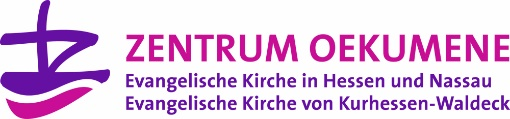 ZENTRUM OEKUMENE
Evangelische Kirche in Hessen und Nassau
Evangelische Kirche von Kurhessen-Waldeck